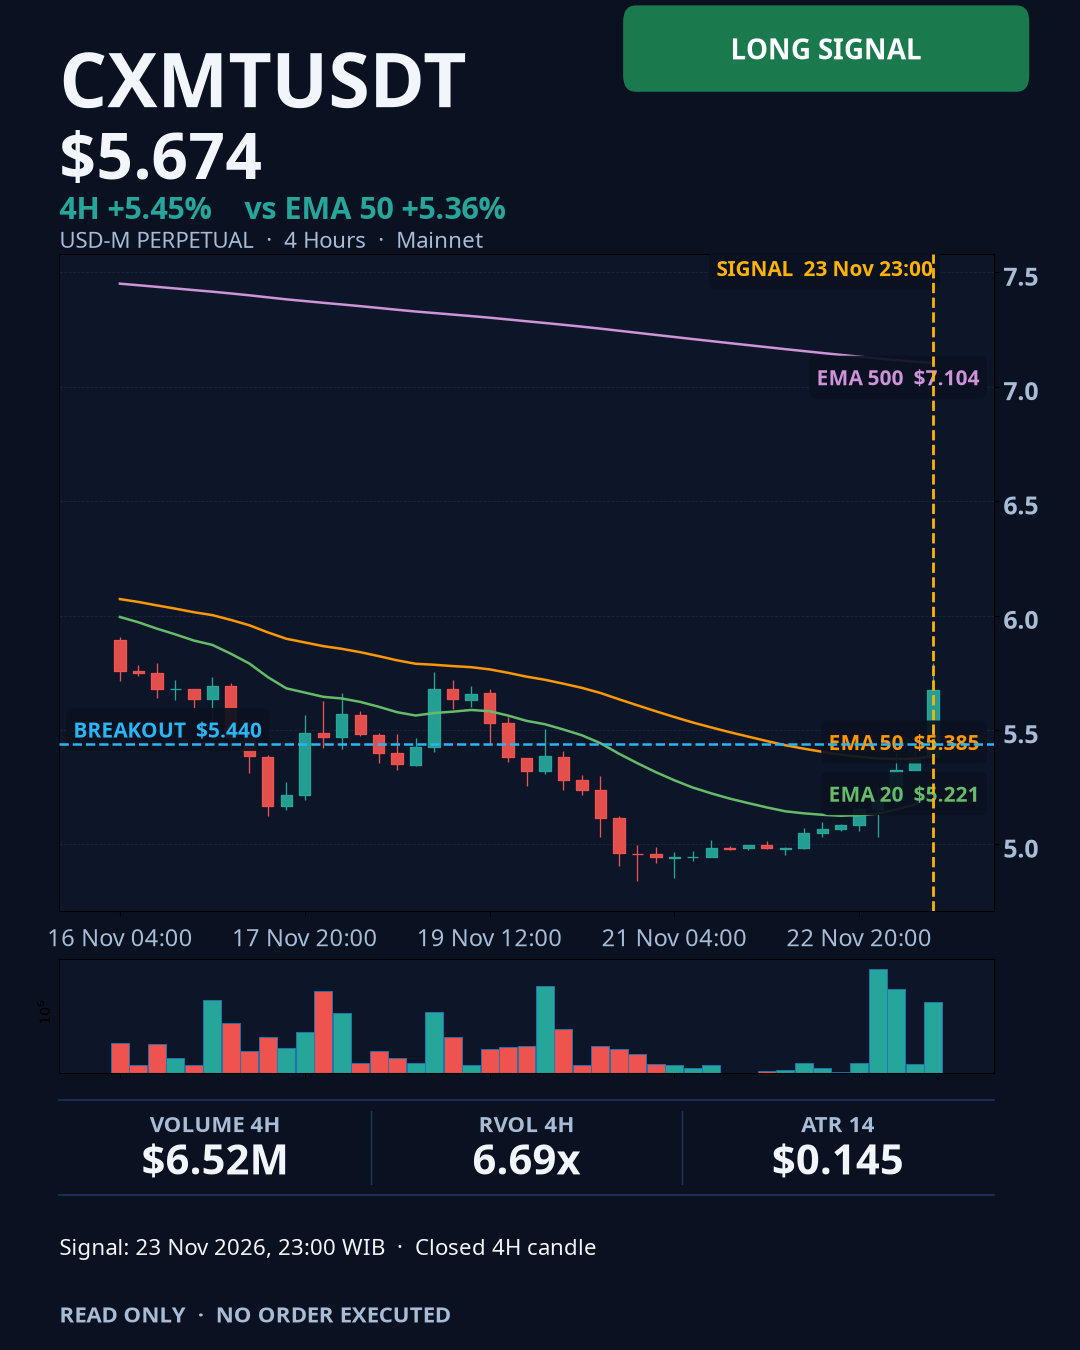 LONG SIGNAL
CXMTUSDT
$5.674
4H +5.45% vs EMA 50 +5.36%
USD-M PERPETUAL · 4 Hours · Mainnet
SIGNAL 23 Nov 23:00
7.5
EMA 500 $7.104
7.0
6.5
6.0
BREAKOUT $5.440
5.5
EMA 50 $5.385
EMA 20 $5.221
5.0
16 Nov 04:00 17 Nov 20:00 19 Nov 12:00 21 Nov 04:00 22 Nov 20:00
10⁶
VOLUME 4H RVOL 4H ATR 14
$6.52M 6.69x $0.145
Signal: 23 Nov 2026, 23:00 WIB · Closed 4H candle
READ ONLY · NO ORDER EXECUTED